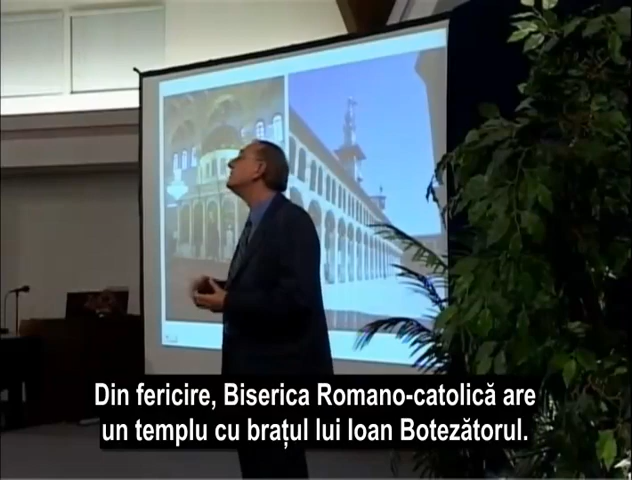 Din fericire, Biserica Romano-catolică are
un templu cu brațul lui Ioan Botezătorul.